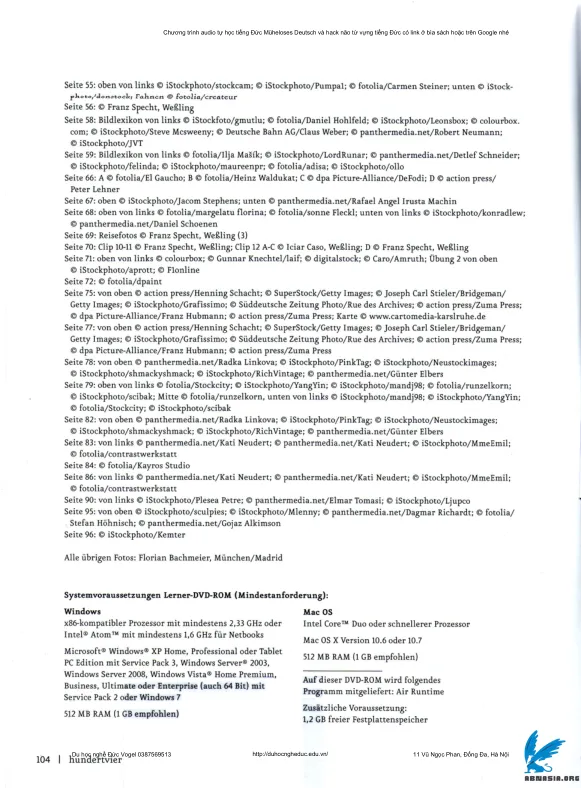 Chương trình audio tự học tiếng Đức Müheloses Deutsch và hack não từ vựng tiếng Đức có link ở bìa sách hoặc trên Google nhé
Seite 55: oben von links © iStockphoto/stockcam; © iStockphoto/Pumpa1; © fotolia/Carmen Steiner; unten © iStock-
photo/donstock; Fahnen © fotolia/createur
Seite 56: © Franz Specht, Weßling
Seite 58: Bildlexikon von links © iStockfoto/gmutlu; © fotolia/Daniel Hohlfeld; © iStockphoto/Leonsbox; © colourbox.
com; © iStockphoto/Steve Mcsweeny; © Deutsche Bahn AG/Claus Weber; © panthermedia.net/Robert Neumann;
© iStockphoto/JVT
Seite 59: Bildlexikon von links © fotolia/Ilja Mašík; © iStockphoto/LordRunar; © panthermedia.net/Detlef Schneider;
© iStockphoto/felinda; © iStockphoto/maureenpr; © fotolia/adisa; © iStockphoto/ollo
Seite 66: A © fotolia/El Gaucho; B © fotolia/Heinz Waldukat; C © dpa Picture-Alliance/DeFodi; D © action press/
Peter Lehner
Seite 67: oben © iStockphoto/Jacom Stephens; unten © panthermedia.net/Rafael Angel Irusta Machin
Seite 68: oben von links © fotolia/margelatu florina; © fotolia/sonne Fleckl; unten von links © iStockphoto/konradlew;
© panthermedia.net/Daniel Schoenen
Seite 69: Reisefotos © Franz Specht, Weßling (3)
Seite 70: Clip 10-11 © Franz Specht, Weßling; Clip 12 A-C © Iciar Caso, Weßling; D © Franz Specht, Weßling
Seite 71: oben von links © colourbox; © Gunnar Knechtel/laif; © digitalstock; © Caro/Amruth; Übung 2 von oben
© iStockphoto/aprott; © Flonline
Seite 72: © fotolia/dpaint
Seite 75: von oben © action press/Henning Schacht; © SuperStock/Getty Images; © Joseph Carl Stieler/Bridgeman/
Getty Images; © iStockphoto/Grafissimo; © Süddeutsche Zeitung Photo/Rue des Archives; © action press/Zuma Press;
© dpa Picture-Alliance/Franz Hubmann; © action press/Zuma Press; Karte © www.cartomedia-karslruhe.de
Seite 77: von oben © action press/Henning Schacht; © SuperStock/Getty Images; © Joseph Carl Stieler/Bridgeman/
Getty Images; © iStockphoto/Grafissimo; © Süddeutsche Zeitung Photo/Rue des Archives; © action press/Zuma Press;
© dpa Picture-Alliance/Franz Hubmann; © action press/Zuma Press
Seite 78: von oben © panthermedia.net/Radka Linkova; © iStockphoto/PinkTag; © iStockphoto/Neustockimages;
© iStockphoto/shmackyshmack; © iStockphoto/RichVintage; © panthermedia.net/Günter Elbers
Seite 79: oben von links © fotolia/Stockcity; © iStockphoto/YangYin; © iStockphoto/mandj98; © fotolia/runzelkorn;
© iStockphoto/scibak; Mitte © fotolia/runzelkorn, unten von links © iStockphoto/mandj98; © iStockphoto/YangYin;
© fotolia/Stockcity; © iStockphoto/scibak
Seite 82: von oben © panthermedia.net/Radka Linkova; © iStockphoto/PinkTag; © iStockphoto/Neustockimages;
© iStockphoto/shmackyshmack; © iStockphoto/RichVintage; © panthermedia.net/Günter Elbers
Seite 83: von links © panthermedia.net/Kati Neudert; © panthermedia.net/Kati Neudert; © iStockphoto/MmeEmil;
© fotolia/contrastwerkstatt
Seite 84: © fotolia/Kayros Studio
Seite 86: von links © panthermedia.net/Kati Neudert; © panthermedia.net/Kati Neudert; © iStockphoto/MmeEmil;
© fotolia/contrastwerkstatt
Seite 90: von links © iStockphoto/Plesea Petre; © panthermedia.net/Elmar Tomasi; © iStockphoto/Ljupco
Seite 95: von oben © iStockphoto/sculpies; © iStockphoto/Mlenny; © panthermedia.net/Dagmar Richardt; © fotolia/
Stefan Höhnisch; © panthermedia.net/Gojaz Alkimson
Seite 96: © iStockphoto/Kemter
Alle übrigen Fotos: Florian Bachmeier, München/Madrid
Systemvoraussetzungen Lerner-DVD-ROM (Mindestanforderung):
Windows
x86-kompatibler Prozessor mit mindestens 2,33 GHz oder
Intel® Atom™ mit mindestens 1,6 GHz für Netbooks
Microsoft® Windows® XP Home, Professional oder Tablet
PC Edition mit Service Pack 3, Windows Server® 2003,
Windows Server 2008, Windows Vista® Home Premium,
Business, Ultimate oder Enterprise (auch 64 Bit) mit
Service Pack 2 oder Windows 7
512 MB RAM (1 GB empfohlen)
Mac OS
Intel Core™ Duo oder schnellerer Prozessor
Mac OS X Version 10.6 oder 10.7
512 MB RAM (1 GB empfohlen)
Auf dieser DVD-ROM wird folgendes
Programm mitgeliefert: Air Runtime
Zusätzliche Voraussetzung:
1,2 GB freier Festplattenspeicher
104 | hundertvier
Du học nghề Đức Vogel 0387569513
http://duhocngheduc.edu.vn/
11 Vũ Ngọc Phan, Đống Đa, Hà Nội
ABWASIA.ORG